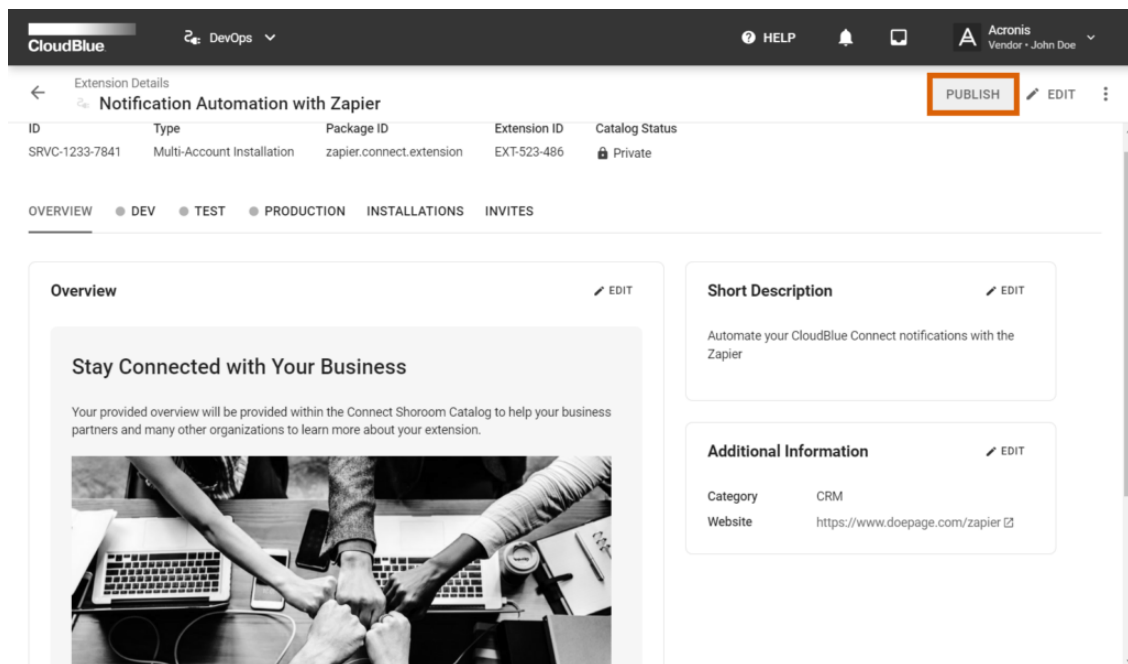 CloudBlue
DevOps
HELP
Acronis
Vendor • John Doe
Extension Details
Notification Automation with Zapier
PUBLISH
EDIT
ID Type Package ID Extension ID Catalog Status
SRVC-1233-7841 Multi-Account Installation zapier.connect.extension EXT-523-486 Private
OVERVIEW DEV TEST PRODUCTION INSTALLATIONS INVITES
Overview
EDIT
Stay Connected with Your Business
Your provided overview will be provided within the Connect Shoroom Catalog to help your business
partners and many other organizations to learn more about your extension.
Short Description
EDIT
Automate your CloudBlue Connect notifications with the
Zapier
Additional Information
EDIT
Category CRM
Website https://www.doepage.com/zapier